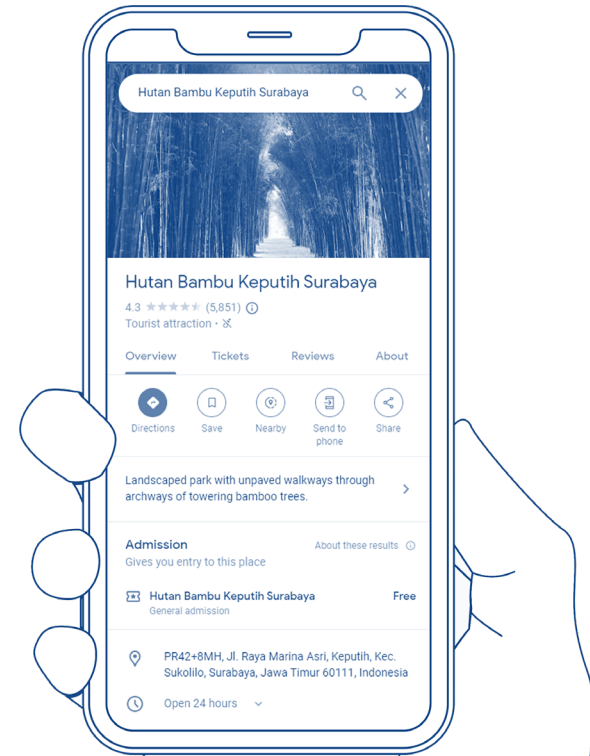 Hutan Bambu Keputih Surabaya
Hutan Bambu Keputih Surabaya
4.3 (5,851)
Tourist attraction ·
Overview Tickets Reviews About
Directions Save Nearby Send to phone Share
Landscaped park with unpaved walkways through
archways of towering bamboo trees.
Admission About these results
Gives you entry to this place
Hutan Bambu Keputih Surabaya Free
General admission
PR42+8MH, Jl. Raya Marina Asri, Keputih, Kec.
Sukolilo, Surabaya, Jawa Timur 60111, Indonesia
Open 24 hours